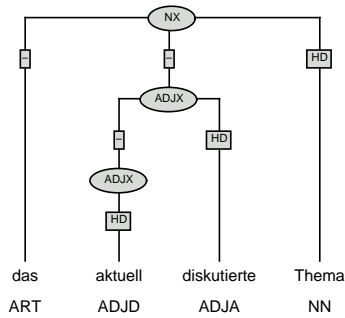 NX
– – HD
ADJX
– HD
ADJX
HD
das aktuell diskutierte Thema
ART ADJD ADJA NN